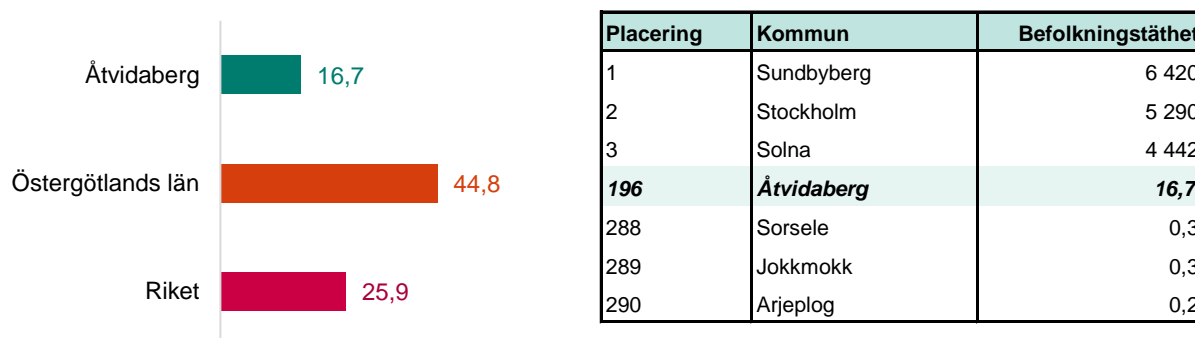 Åtvidaberg 16,7
Östergötlands län 44,8
Riket 25,9
Placering Kommun Befolkningstäthet
1 Sundbyberg 6 420
2 Stockholm 5 290
3 Solna 4 442
196 Åtvidaberg 16,7
288 Sorsele 0,3
289 Jokkmokk 0,3
290 Arjeplog 0,2